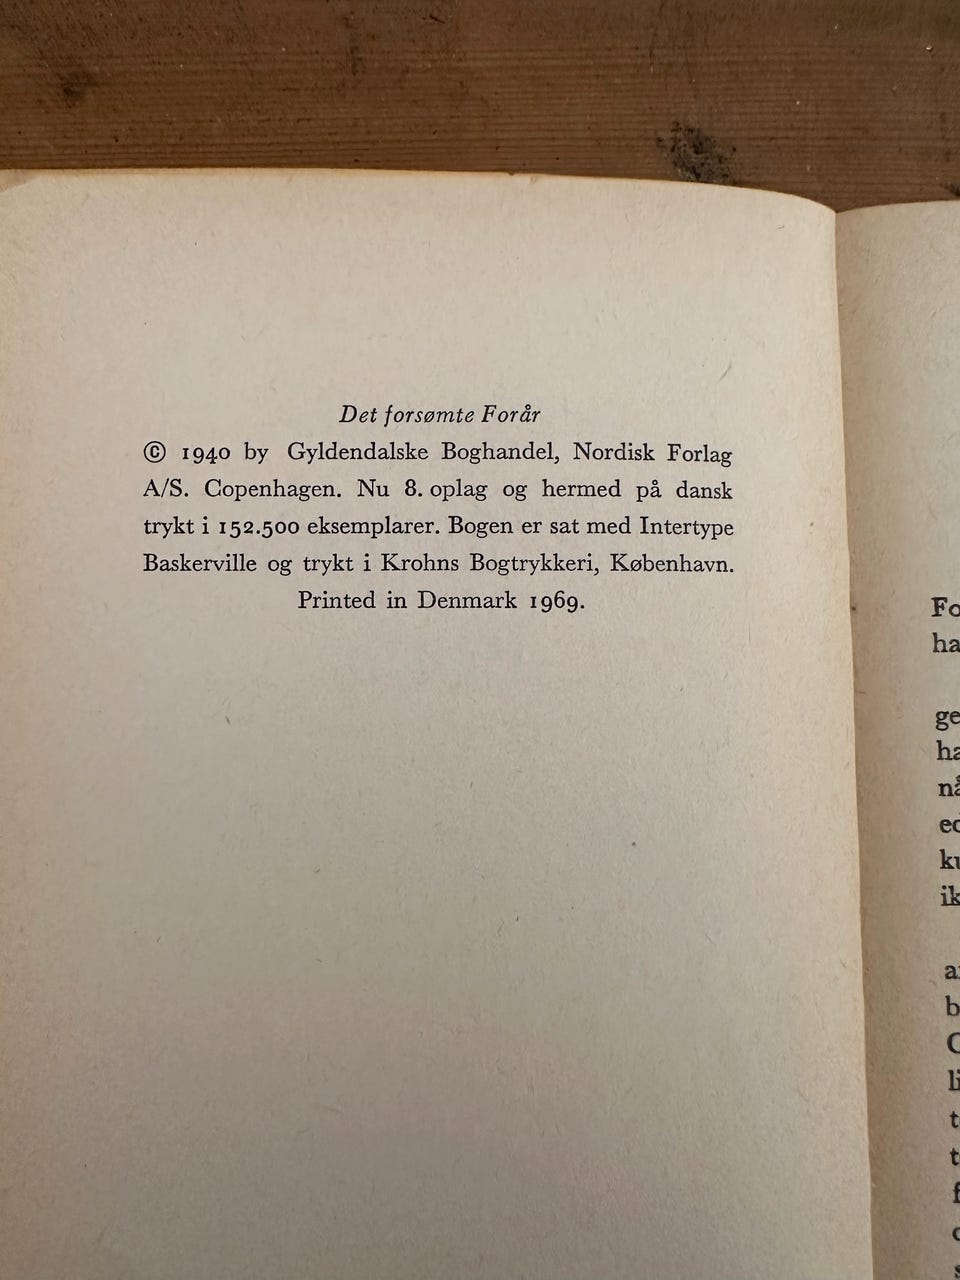 Det forsømte Forår
© 1940 by Gyldendalske Boghandel, Nordisk Forlag
A/S. Copenhagen. Nu 8. oplag og hermed på dansk
trykt i 152.500 eksemplarer. Bogen er sat med Intertype
Baskerville og trykt i Krohns Bogtrykkeri, København.
Printed in Denmark 1969.